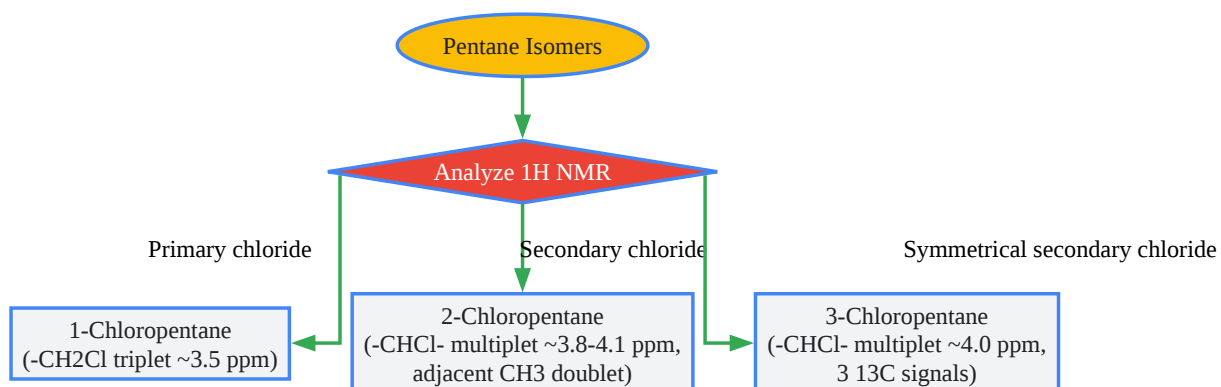 Pentane Isomers
Analyze 1H NMR
Primary chloride
Secondary chloride
Symmetrical secondary chloride
1-Chloropentane
(-CH2Cl triplet ~3.5 ppm)
2-Chloropentane
(-CHCl- multiplet ~3.8-4.1 ppm,
adjacent CH3 doublet)
3-Chloropentane
(-CHCl- multiplet ~4.0 ppm,
3 13C signals)